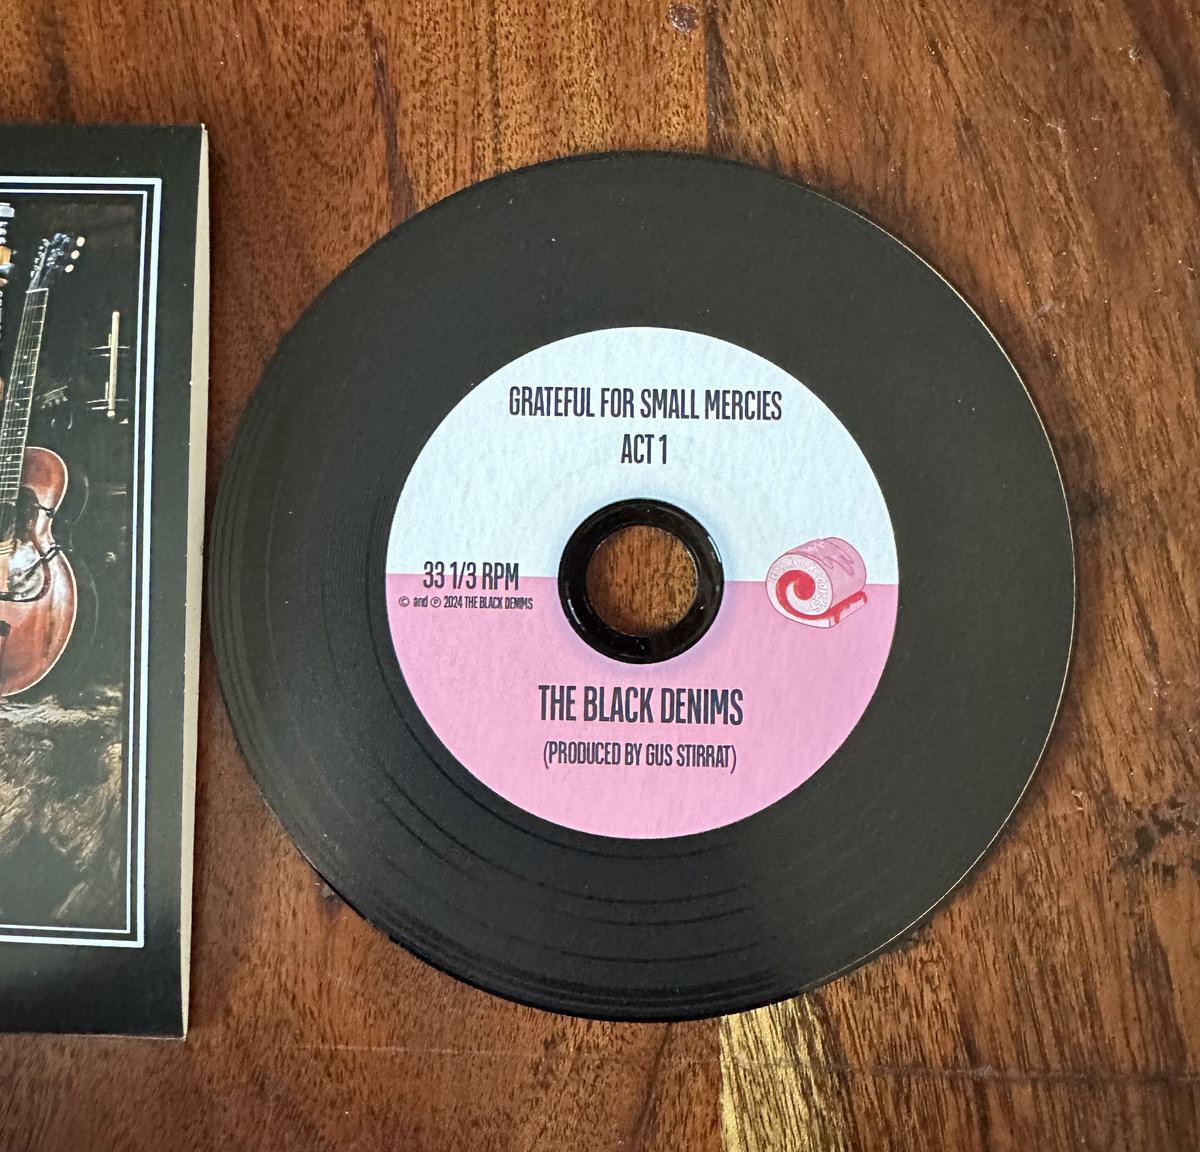 GRATEFUL FOR SMALL MERCIES
ACT 1
33 1/3 RPM
© and ℗ 2024 THE BLACK DENIMS
THE BLACK DENIMS
(PRODUCED BY GUS STIRRAT)